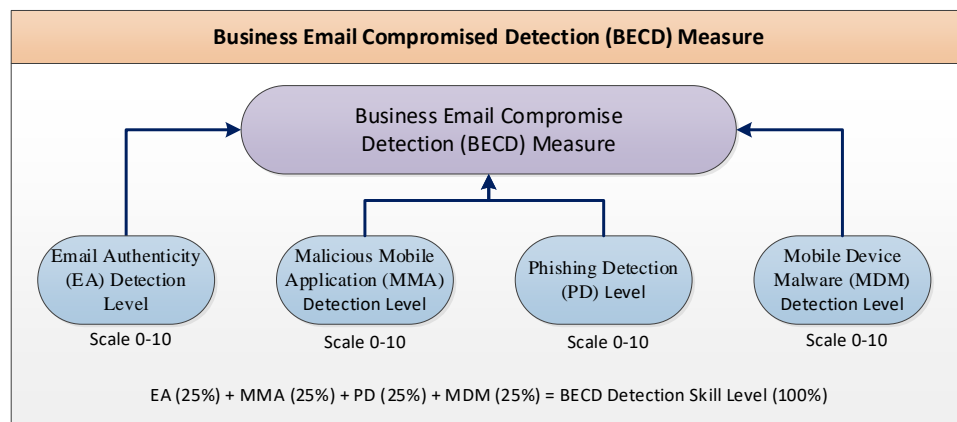 Business Email Compromised Detection (BECD) Measure
Business Email Compromise
Detection (BECD) Measure
Email Authenticity
(EA) Detection
Level
Scale 0-10
Malicious Mobile
Application (MMA)
Detection Level
Scale 0-10
Phishing Detection
(PD) Level
Scale 0-10
Mobile Device
Malware (MDM)
Detection Level
Scale 0-10
EA (25%) + MMA (25%) + PD (25%) + MDM (25%) = BECD Detection Skill Level (100%)